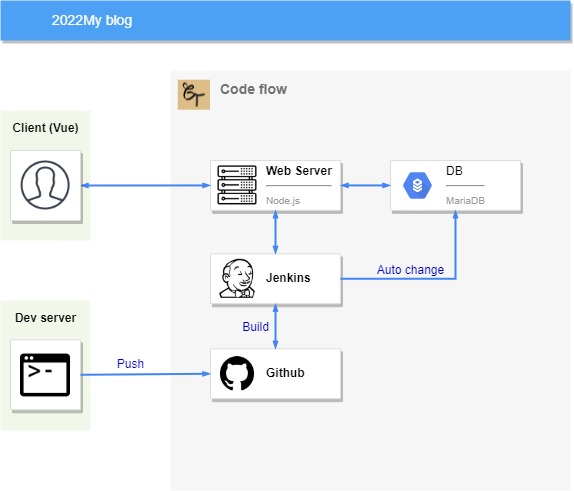 2022My blog
Code flow
Client (Vue)
Web Server
Node.js
DB
MariaDB
Jenkins
Auto change
Build
Dev server
>-
Push
Github